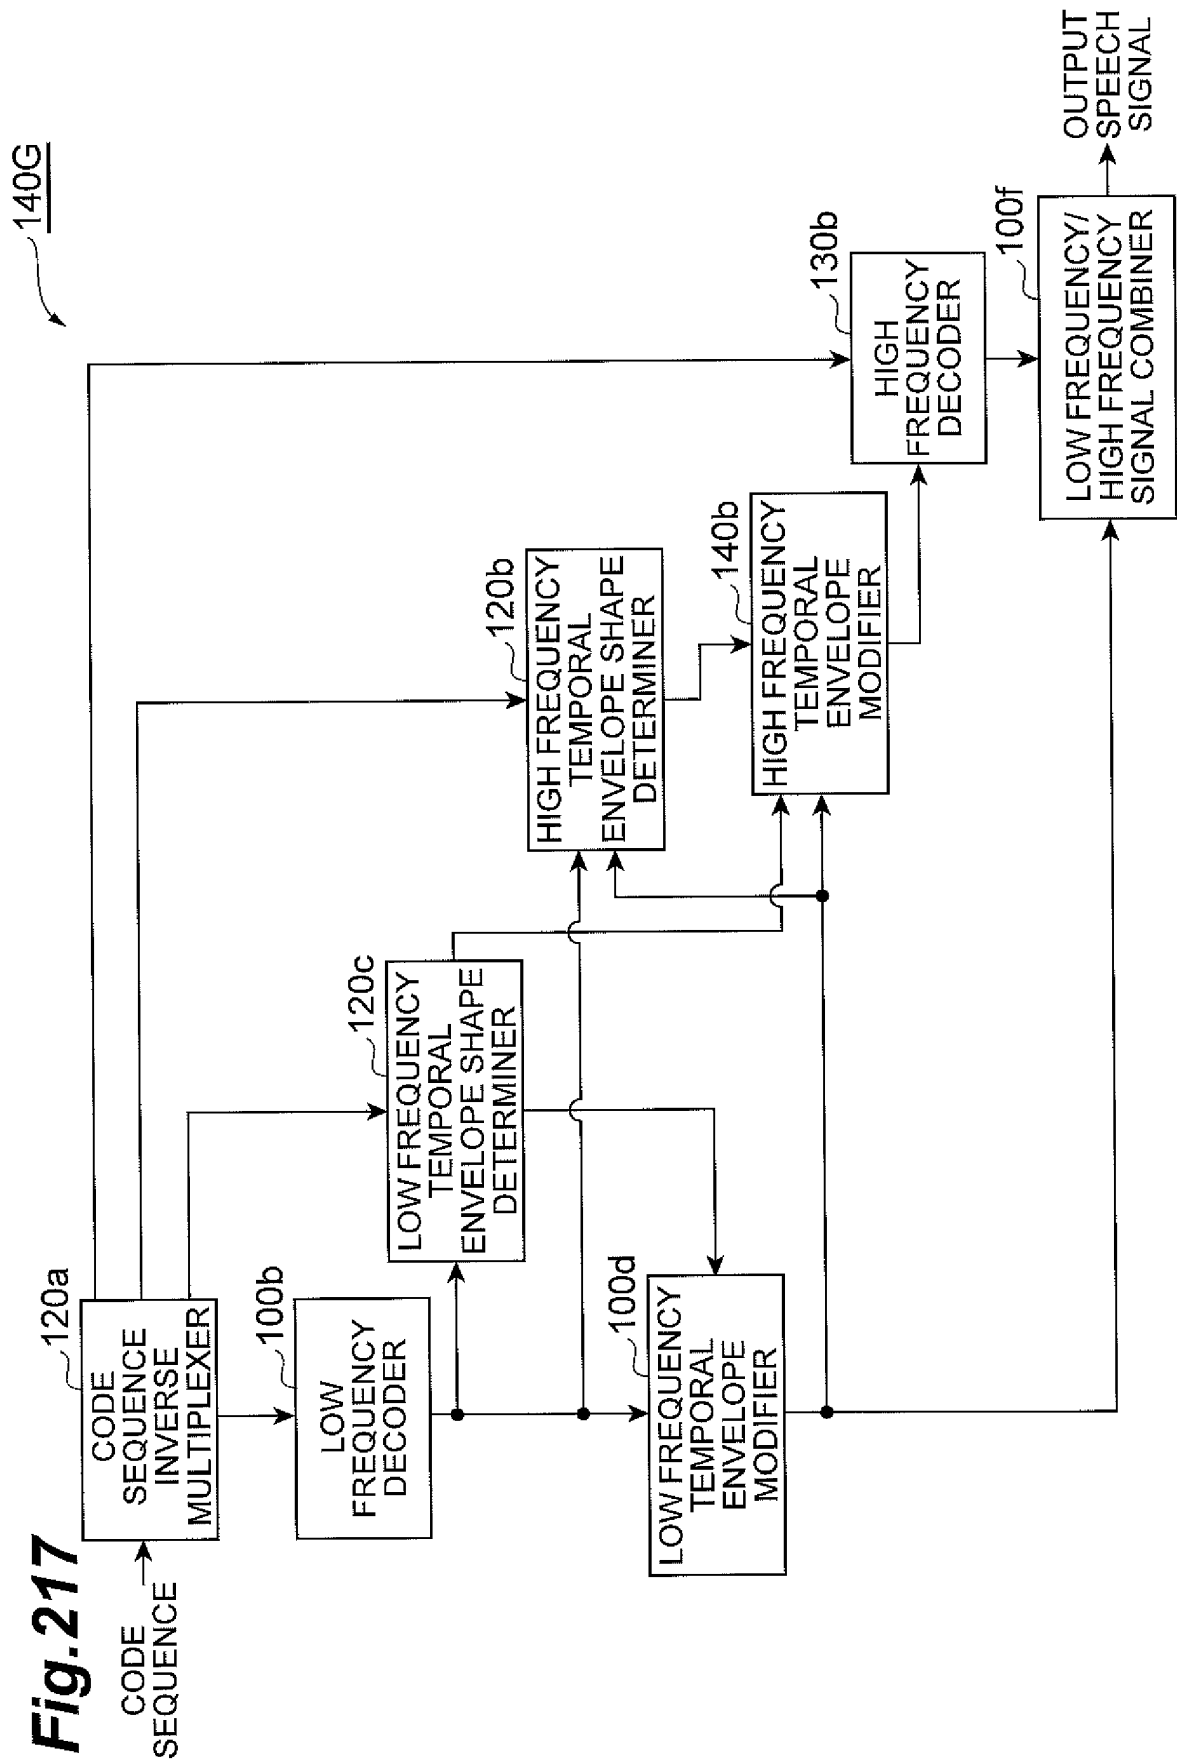 Fig.217
140G
CODE
SEQUENCE
120a
CODE
SEQUENCE
INVERSE
MULTIPLEXER
100b
LOW
FREQUENCY
DECODER
120c
LOW FREQUENCY
TEMPORAL
ENVELOPE SHAPE
DETERMINER
120b
HIGH FREQUENCY
TEMPORAL
ENVELOPE SHAPE
DETERMINER
100d
LOW FREQUENCY
TEMPORAL
ENVELOPE
MODIFIER
140b
HIGH FREQUENCY
TEMPORAL
ENVELOPE
MODIFIER
130b
HIGH
FREQUENCY
DECODER
100f
LOW FREQUENCY/
HIGH FREQUENCY
SIGNAL COMBINER
OUTPUT
SPEECH
SIGNAL